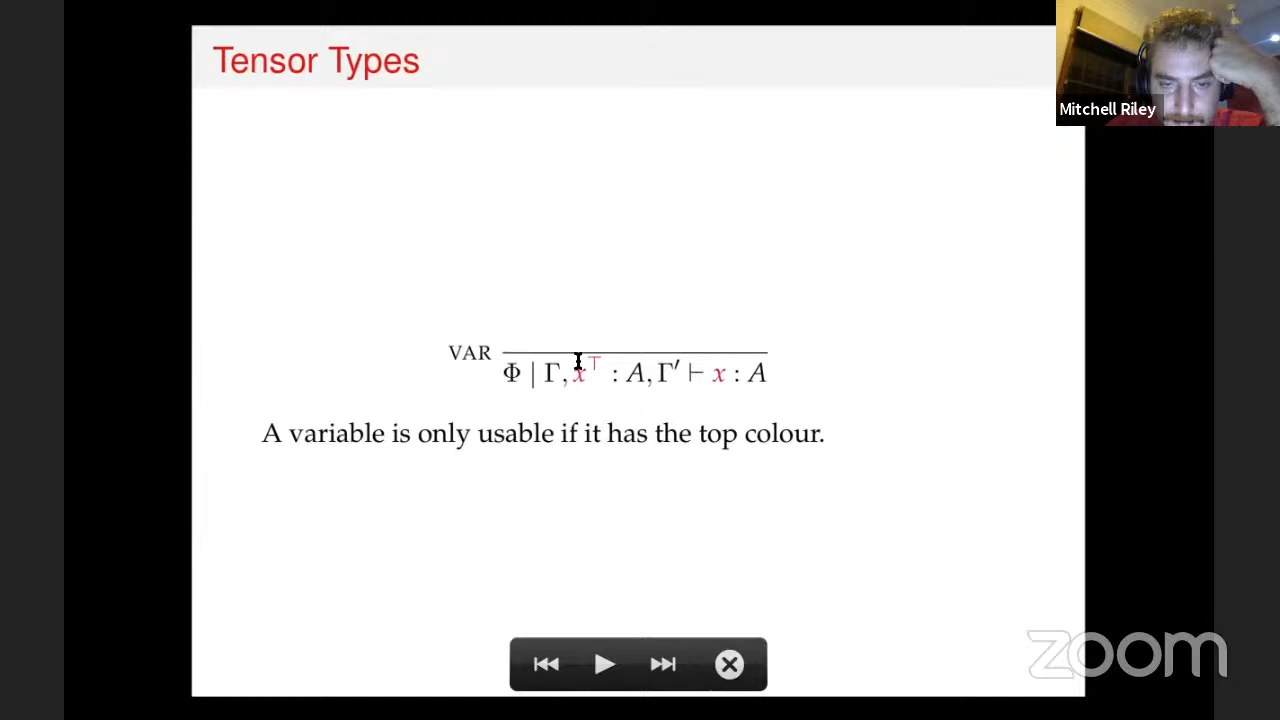 Tensor Types
Mitchell Riley
VAR
Φ | Γ, x⊤ : A, Γ′ ⊢ x : A
A variable is only usable if it has the top colour.
zoom